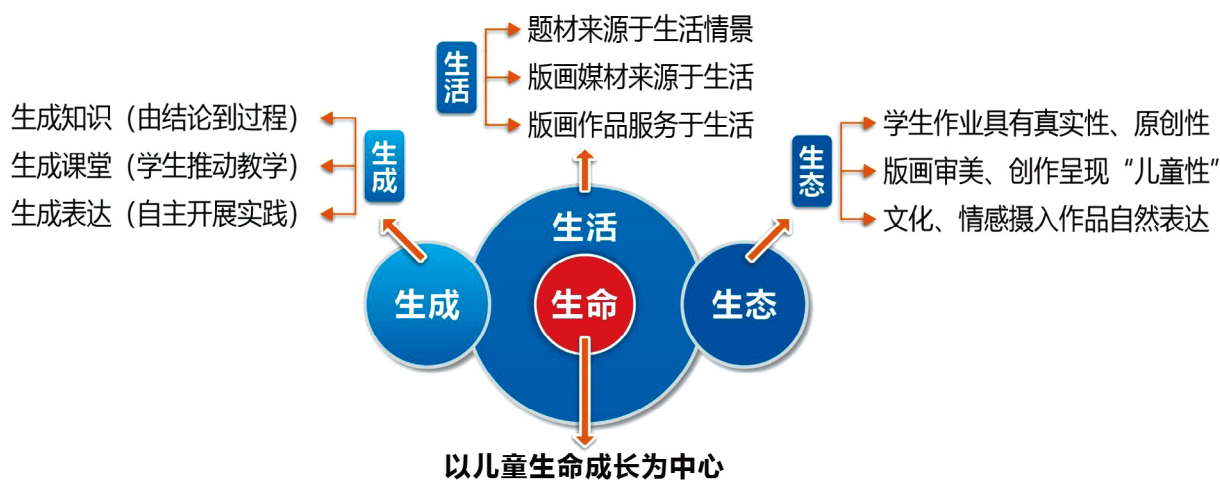 生活
题材来源于生活情景
版画媒材来源于生活
版画作品服务于生活
生成
生成知识（由结论到过程）
生成课堂（学生推动教学）
生成表达（自主开展实践）
生态
学生作业具有真实性、原创性
版画审美、创作呈现“儿童性”
文化、情感摄入作品自然表达
生活
生成
生命
生态
以儿童生命成长为中心